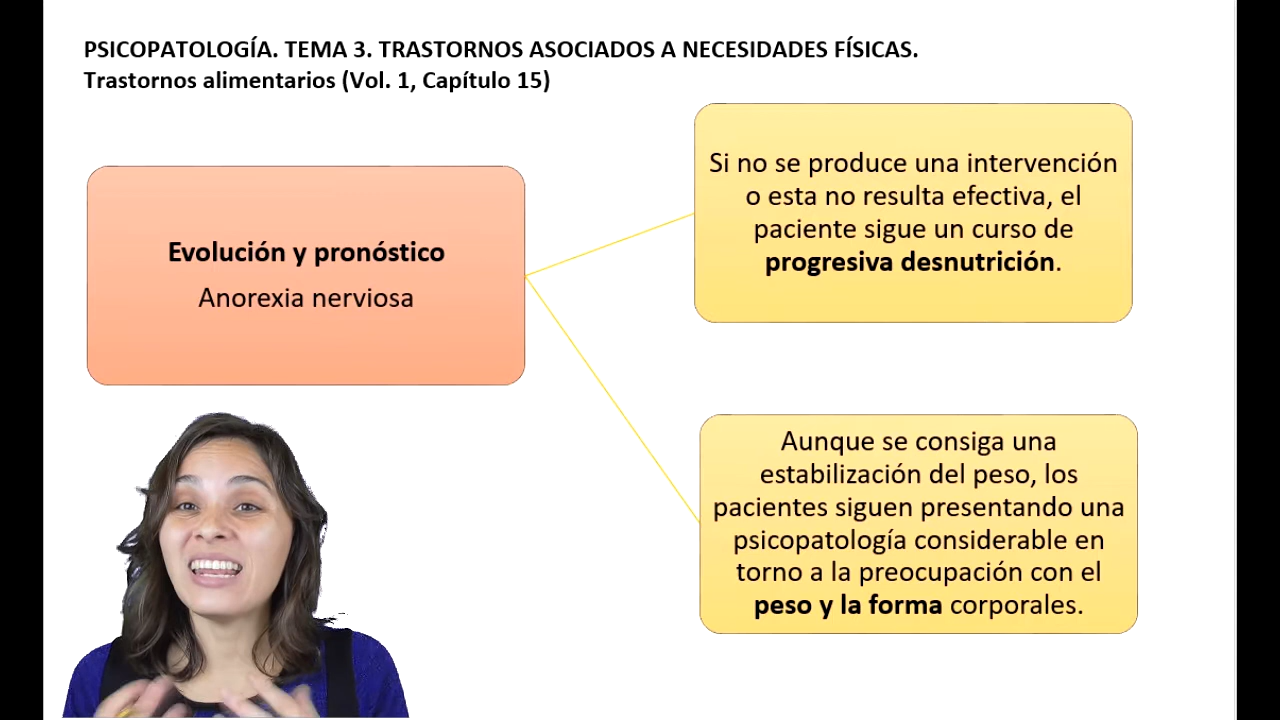 PSICOPATOLOGÍA. TEMA 3. TRASTORNOS ASOCIADOS A NECESIDADES FÍSICAS.
Trastornos alimentarios (Vol. 1, Capítulo 15)
Evolución y pronóstico
Anorexia nerviosa
Si no se produce una intervención
o esta no resulta efectiva, el
paciente sigue un curso de
progresiva desnutrición.
Aunque se consiga una
estabilización del peso, los
pacientes siguen presentando una
psicopatología considerable en
torno a la preocupación con el
peso y la forma corporales.